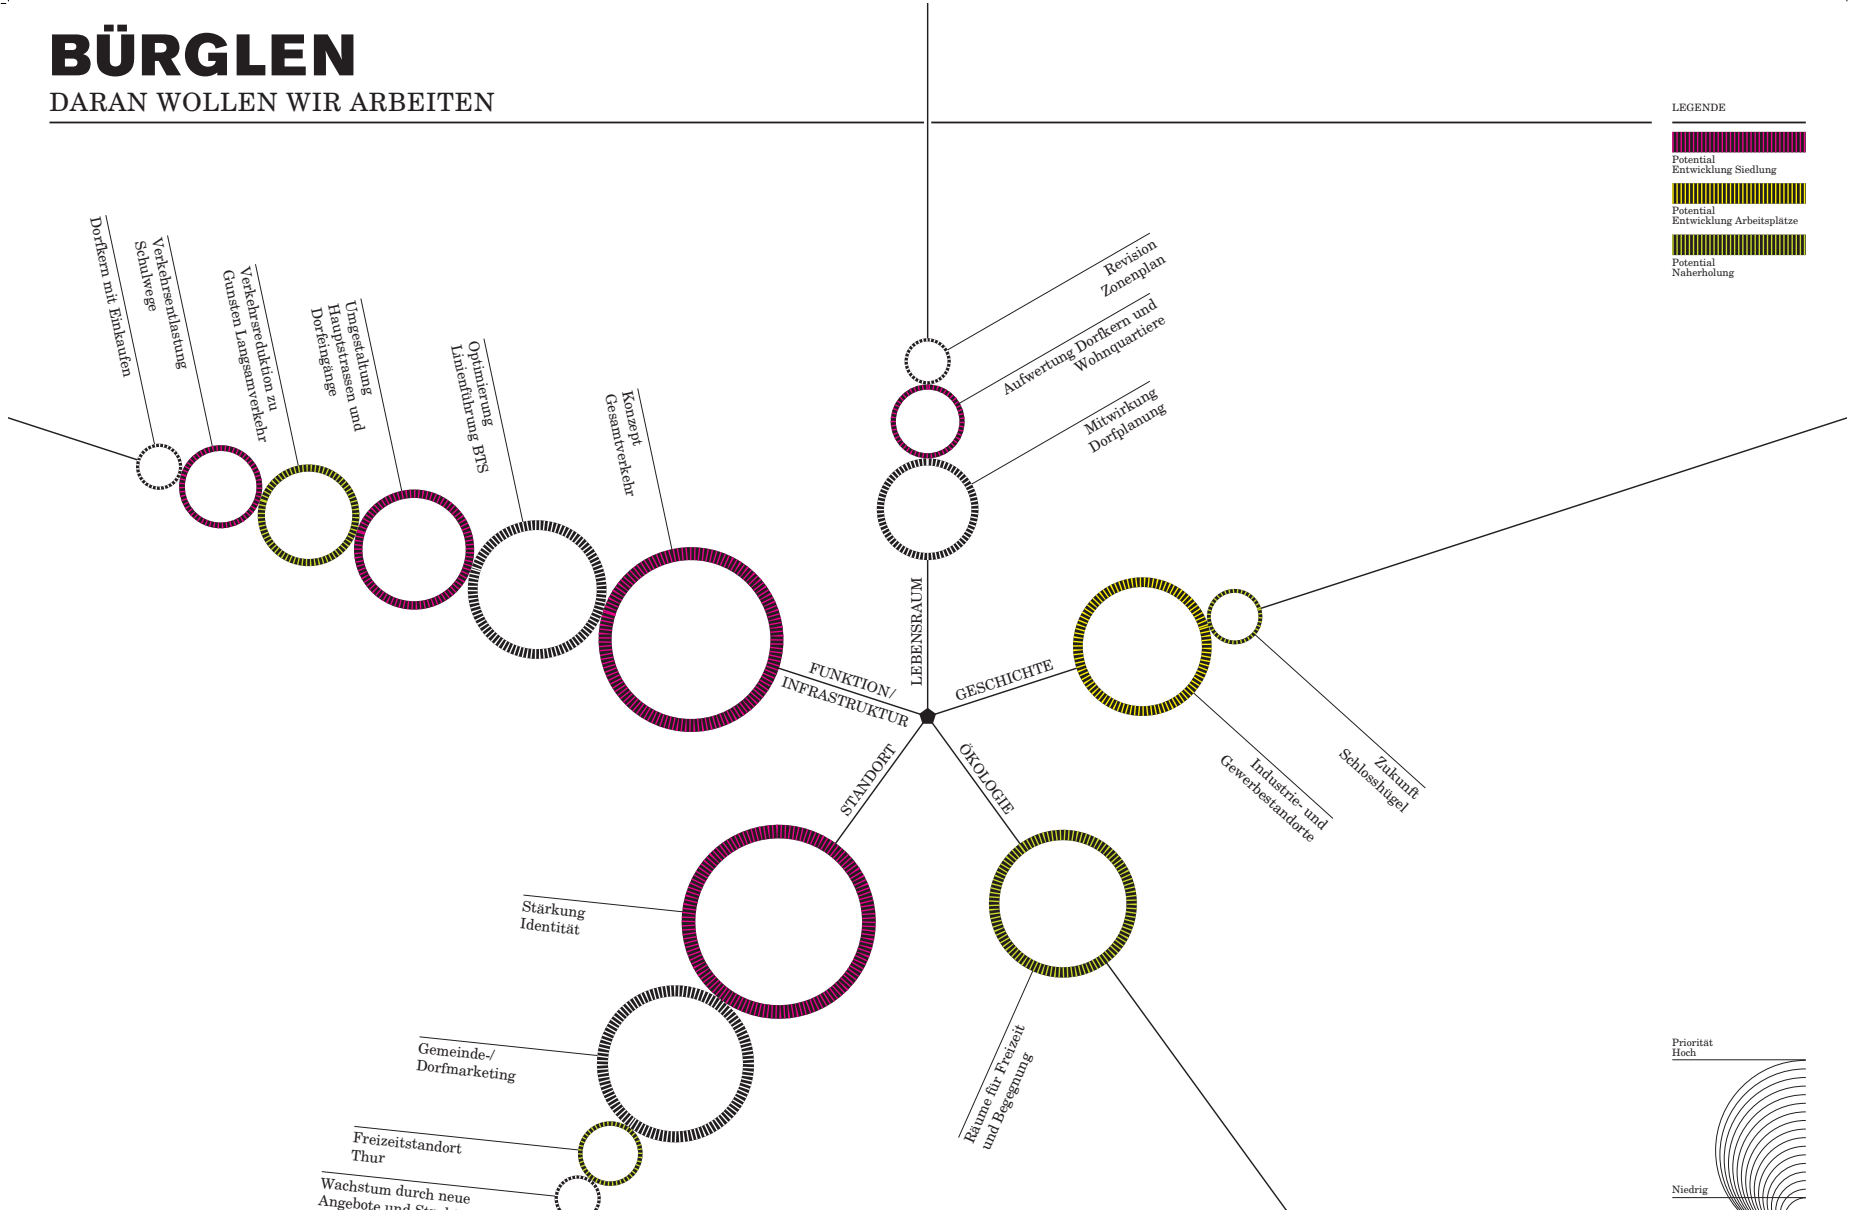 BÜRGLEN
DARAN WOLLEN WIR ARBEITEN
LEGENDE
Potential
Entwicklung Siedlung
Potential
Entwicklung Arbeitsplätze
Potential
Naherholung
Dorfkern mit Einkaufen
Verkehrsentlastung
Schulwege
Verkehrsreduktion zu
Gunsten Langsamverkehr
Umgestaltung
Hauptstrassen und
Dorfeingänge
Optimierung
Linienführung BTS
Konzept
Gesamtverkehr
Revision
Zonenplan
Aufwertung Dorfkern und
Wohnquartiere
Mitwirkung
Dorfplanung
LEBENSRAUM
FUNKTION/
INFRASTRUKTUR
GESCHICHTE
STANDORT
ÖKOLOGIE
Industrie- und
Gewerbestandorte
Zukunft
Schlosshügel
Stärkung
Identität
Gemeinde-/
Dorfmarketing
Freizeitstandort
Thur
Wachstum durch neue
Angebote und
Räume für Freizeit
und Begegnung
Priorität
Hoch
Niedrig